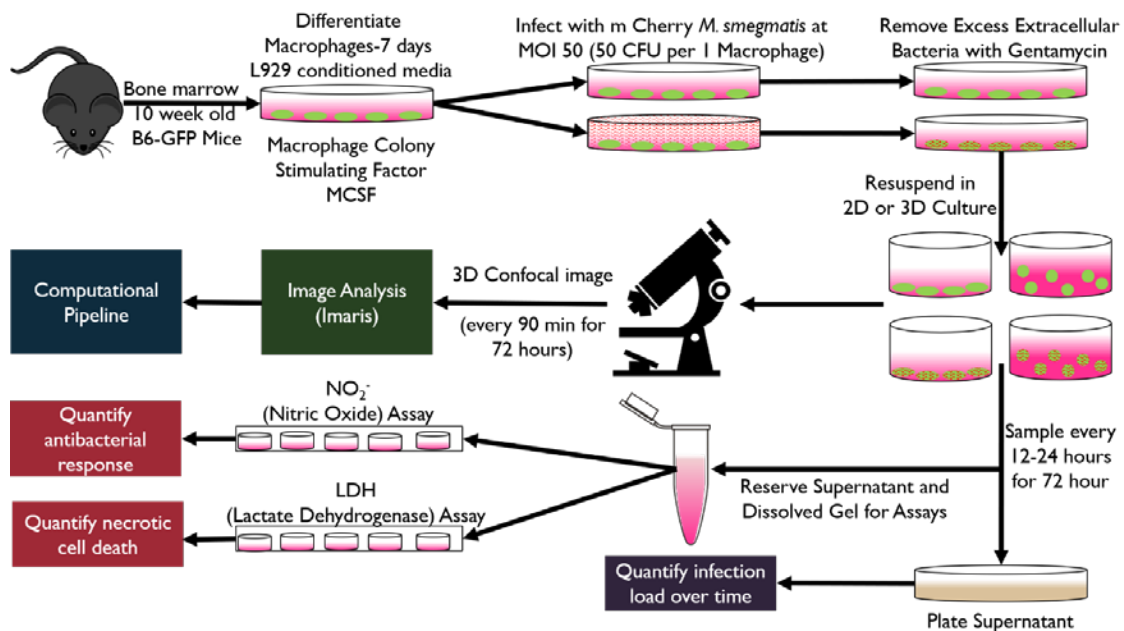 Differentiate
Macrophages-7 days
L929 conditioned media
Infect with m Cherry M. smegmatis at
MOI 50 (50 CFU per 1 Macrophage)
Remove Excess Extracellular
Bacteria with Gentamycin
Bone marrow
10 week old
B6-GFP Mice
Macrophage Colony
Stimulating Factor
MCSF
Resuspend in
2D or 3D Culture
Computational
Pipeline
Image Analysis
(Imaris)
3D Confocal image
(every 90 min for
72 hours)
NO₂⁻
(Nitric Oxide) Assay
Quantify
antibacterial
response
Sample every
12-24 hours
for 72 hour
LDH
(Lactate Dehydrogenase) Assay
Quantify necrotic
cell death
Reserve Supernatant and
Dissolved Gel for Assays
Quantify infection
load over time
Plate Supernatant